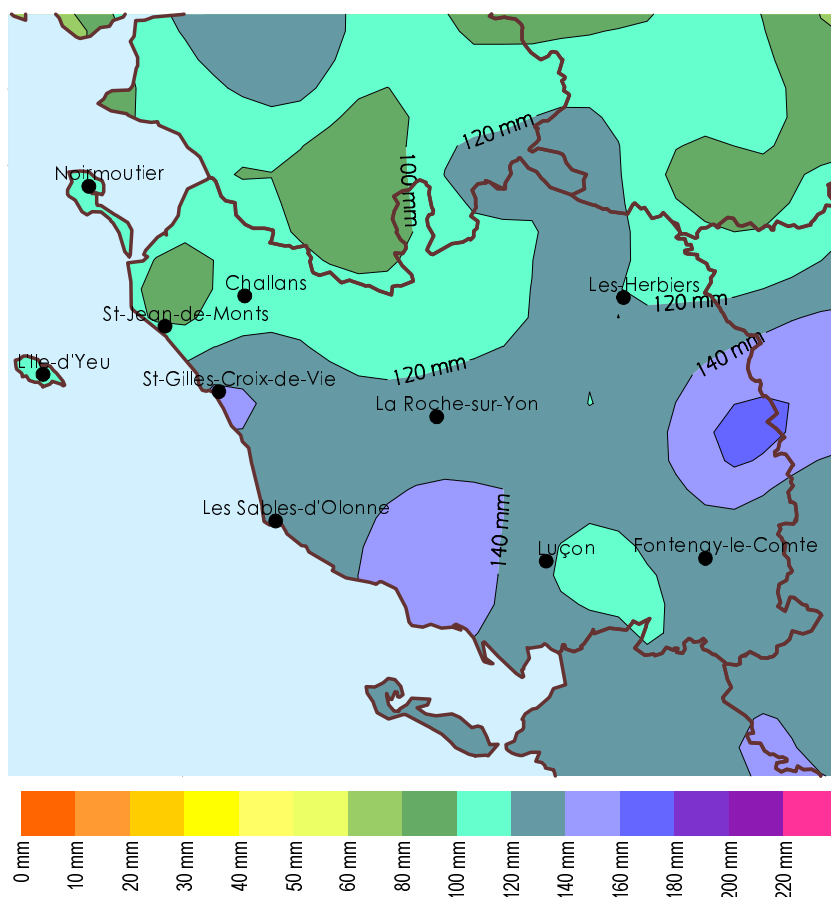 120 mm
100 mm
Noirmoutier
Challans
Les-Herbiers
120 mm
St-Jean-de-Monts
140 mm
L'Ile-d'Yeu
120 mm
St-Gilles-Croix-de-Vie
La Roche-sur-Yon
Les Sables-d'Olonne
140 mm
Luçon
Fontenay-le-Comte
0 mm
10 mm
20 mm
30 mm
40 mm
50 mm
60 mm
80 mm
100 mm
120 mm
140 mm
160 mm
180 mm
200 mm
220 mm